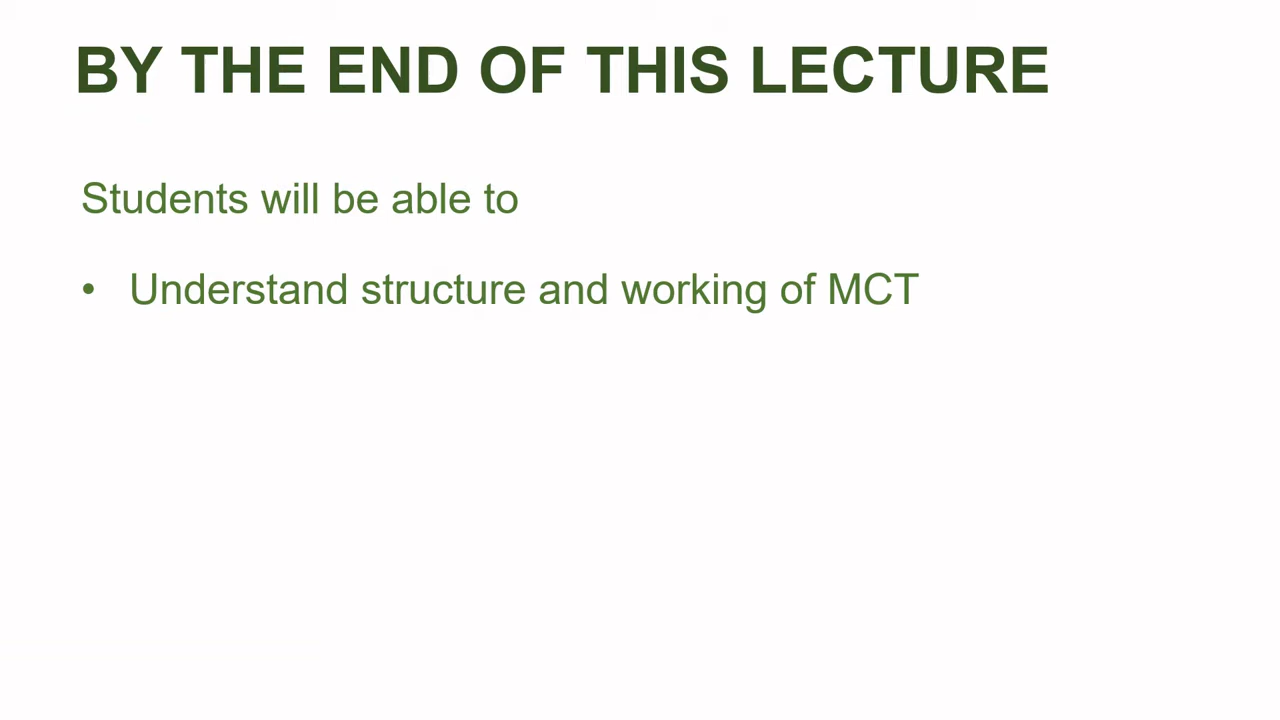 BY THE END OF THIS LECTURE
Students will be able to
• Understand structure and working of MCT